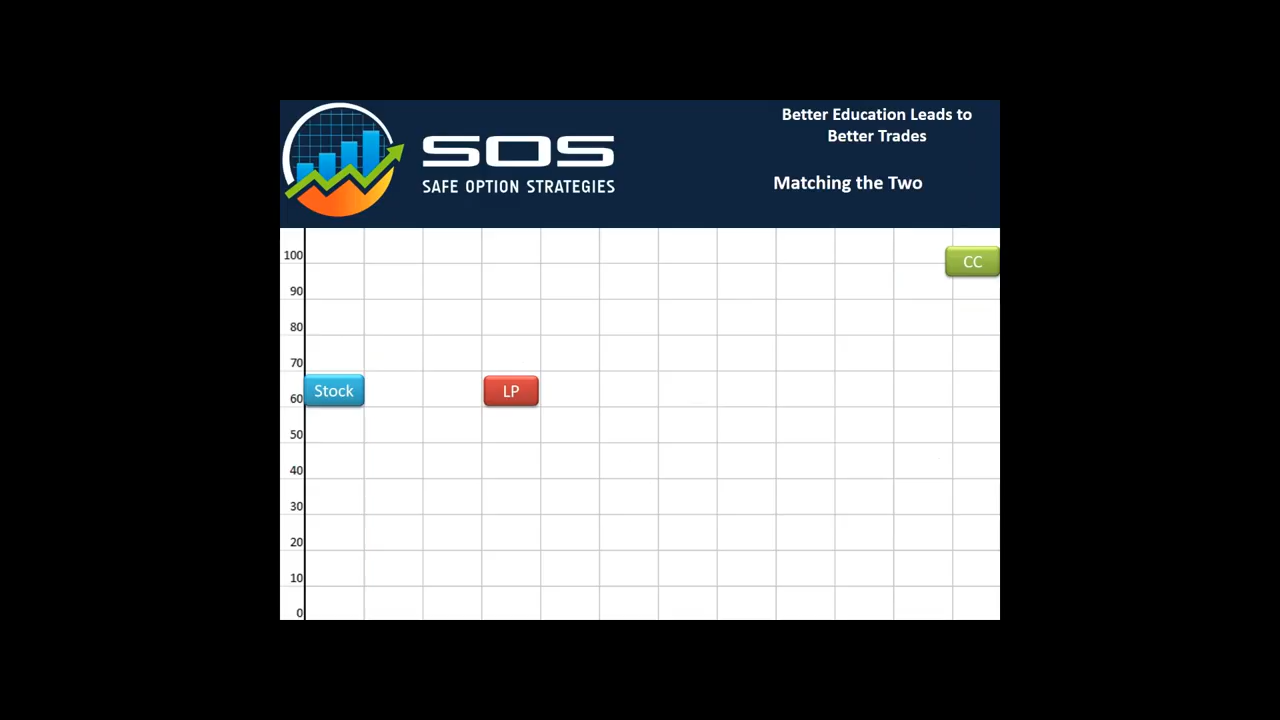 Better Education Leads to
Better Trades
SOS
SAFE OPTION STRATEGIES
Matching the Two
100
CC
90
80
70
Stock
LP
60
50
40
30
20
10
0